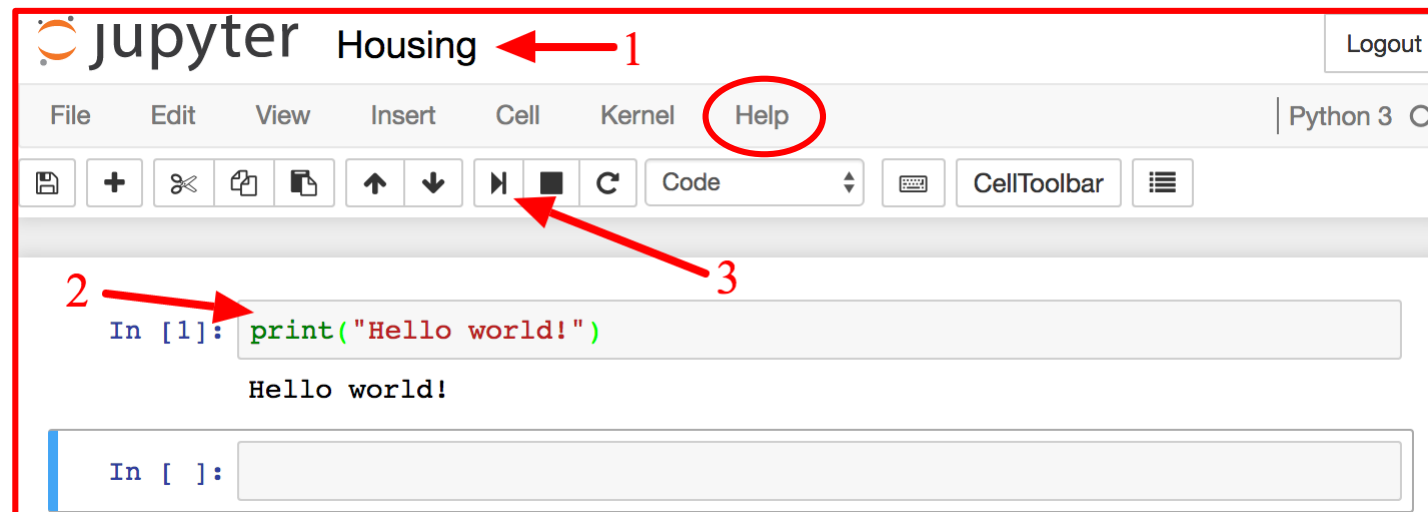 jupyter Housing 1 Logout
File Edit View Insert Cell Kernel Help Python 3
Code CellToolbar
3
2
In [1]: print("Hello world!")
Hello world!
In [ ]: